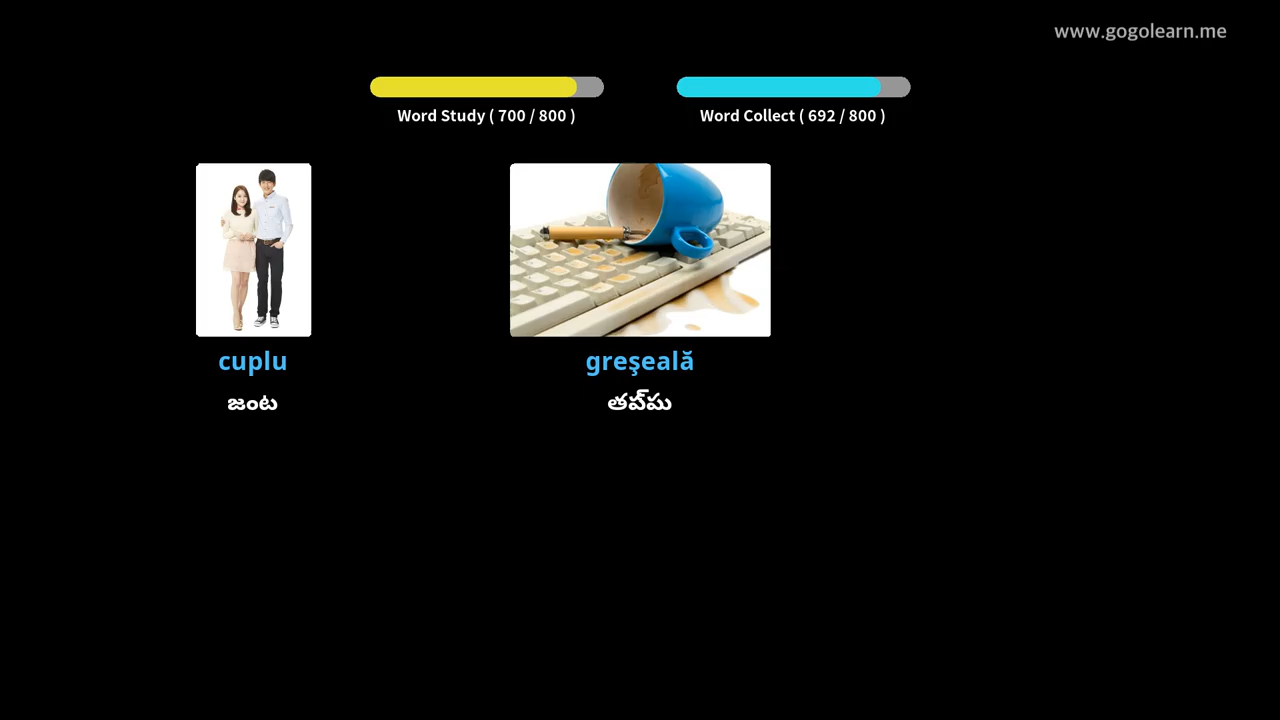 www.gogolearn.me
Word Study ( 700 / 800 )
Word Collect ( 692 / 800 )
cuplu
greşeală
జంట
తప్పు